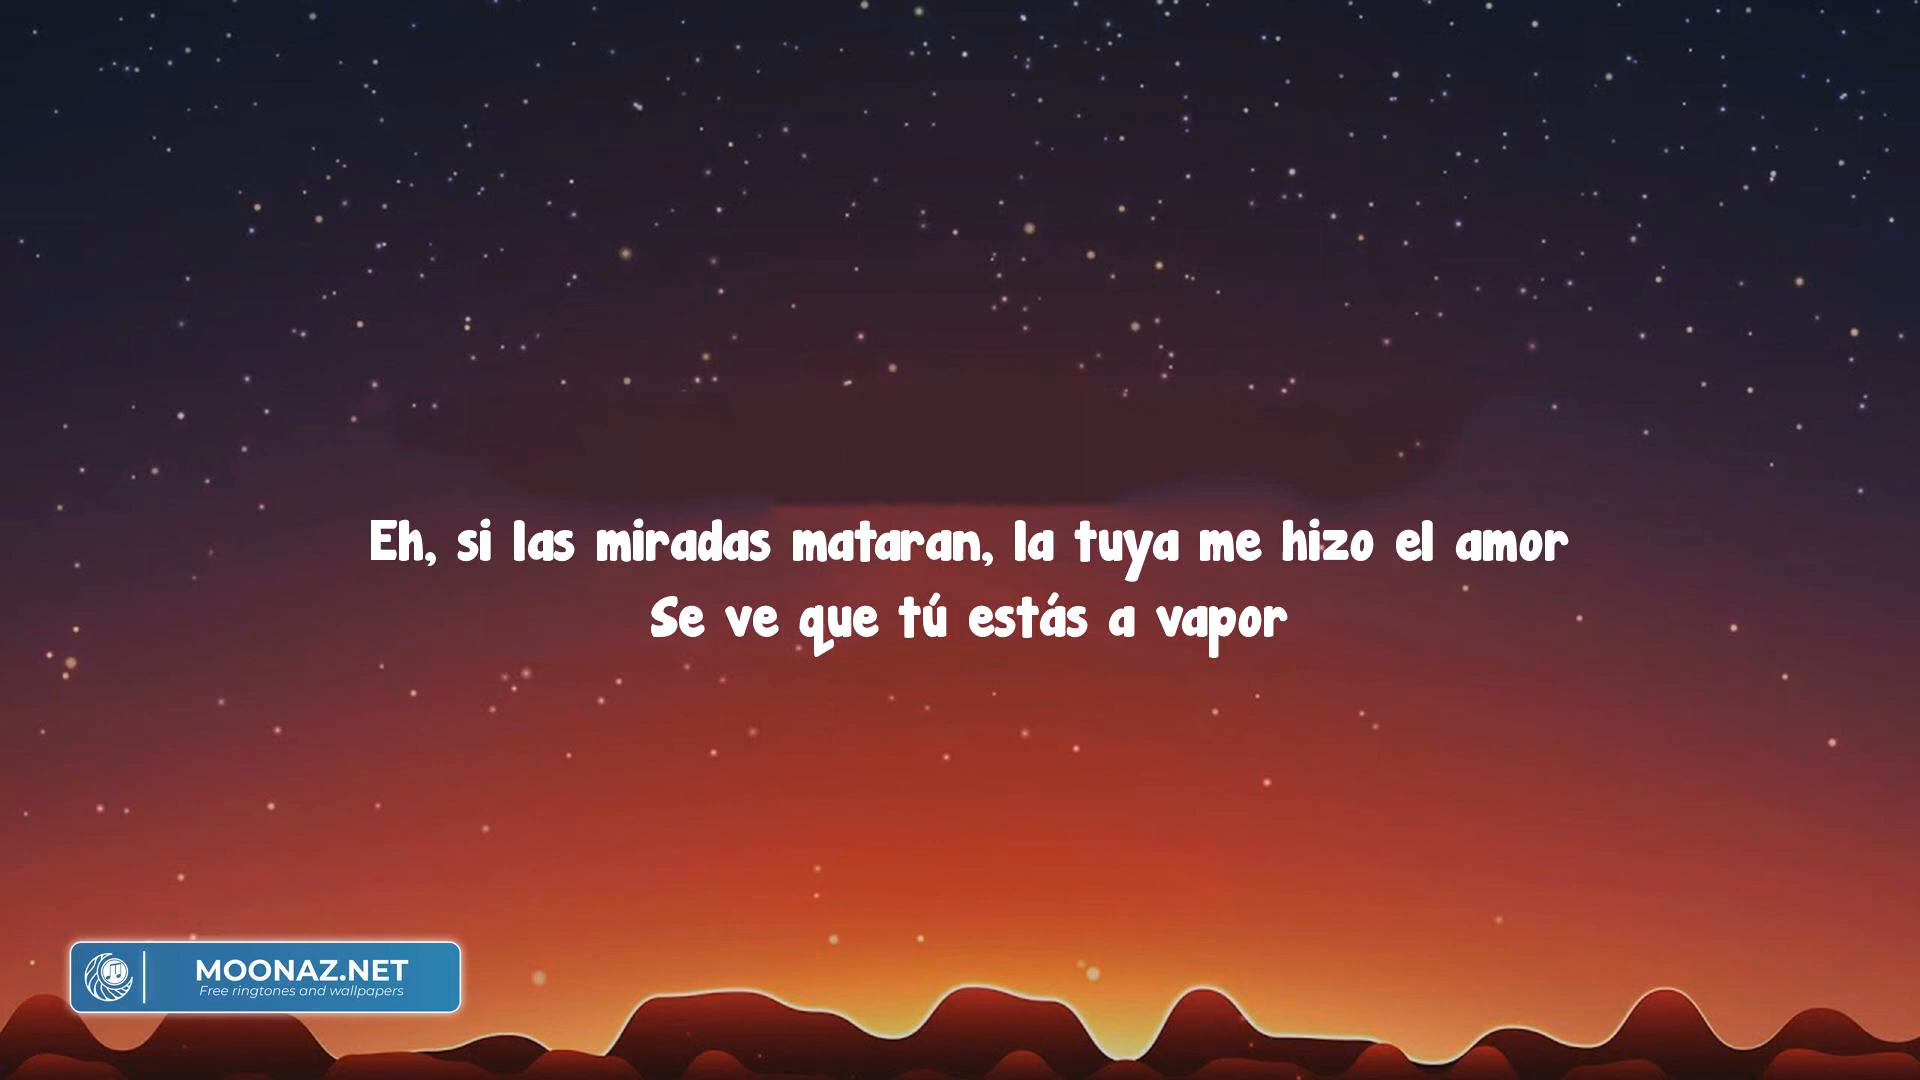 Eh, si las miradas mataran, la tuya me hizo el amor
Se ve que tú estás a vapor
MOONAZ.NET
Free ringtones and wallpapers